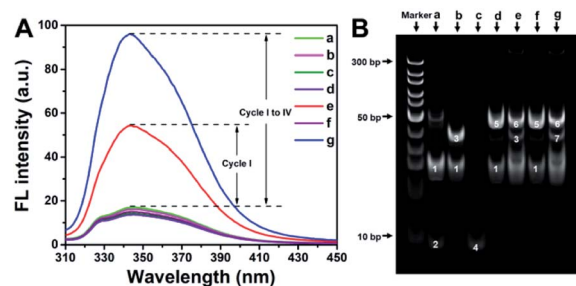 A
FL intensity (a.u.)
100
80
60
40
20
0
310 330 350 370 390 410 430 450
Wavelength (nm)
a
b
c
d
e
f
g
Cycle I to IV
Cycle I
B
Marker a b c d e f g
300 bp
50 bp
10 bp
5 6 5 6
3 3 7
1 1 1 1
2 4